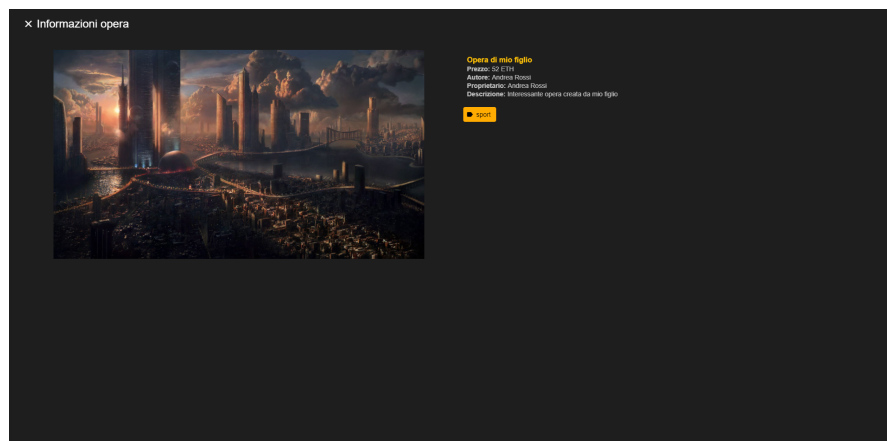 × Informazioni opera
Opera di mio figlio
Prezzo: 52 ETH
Autore: Andrea Rossi
Proprietario: Andrea Rossi
Descrizione: Interessante opera creata da mio figlio
sport